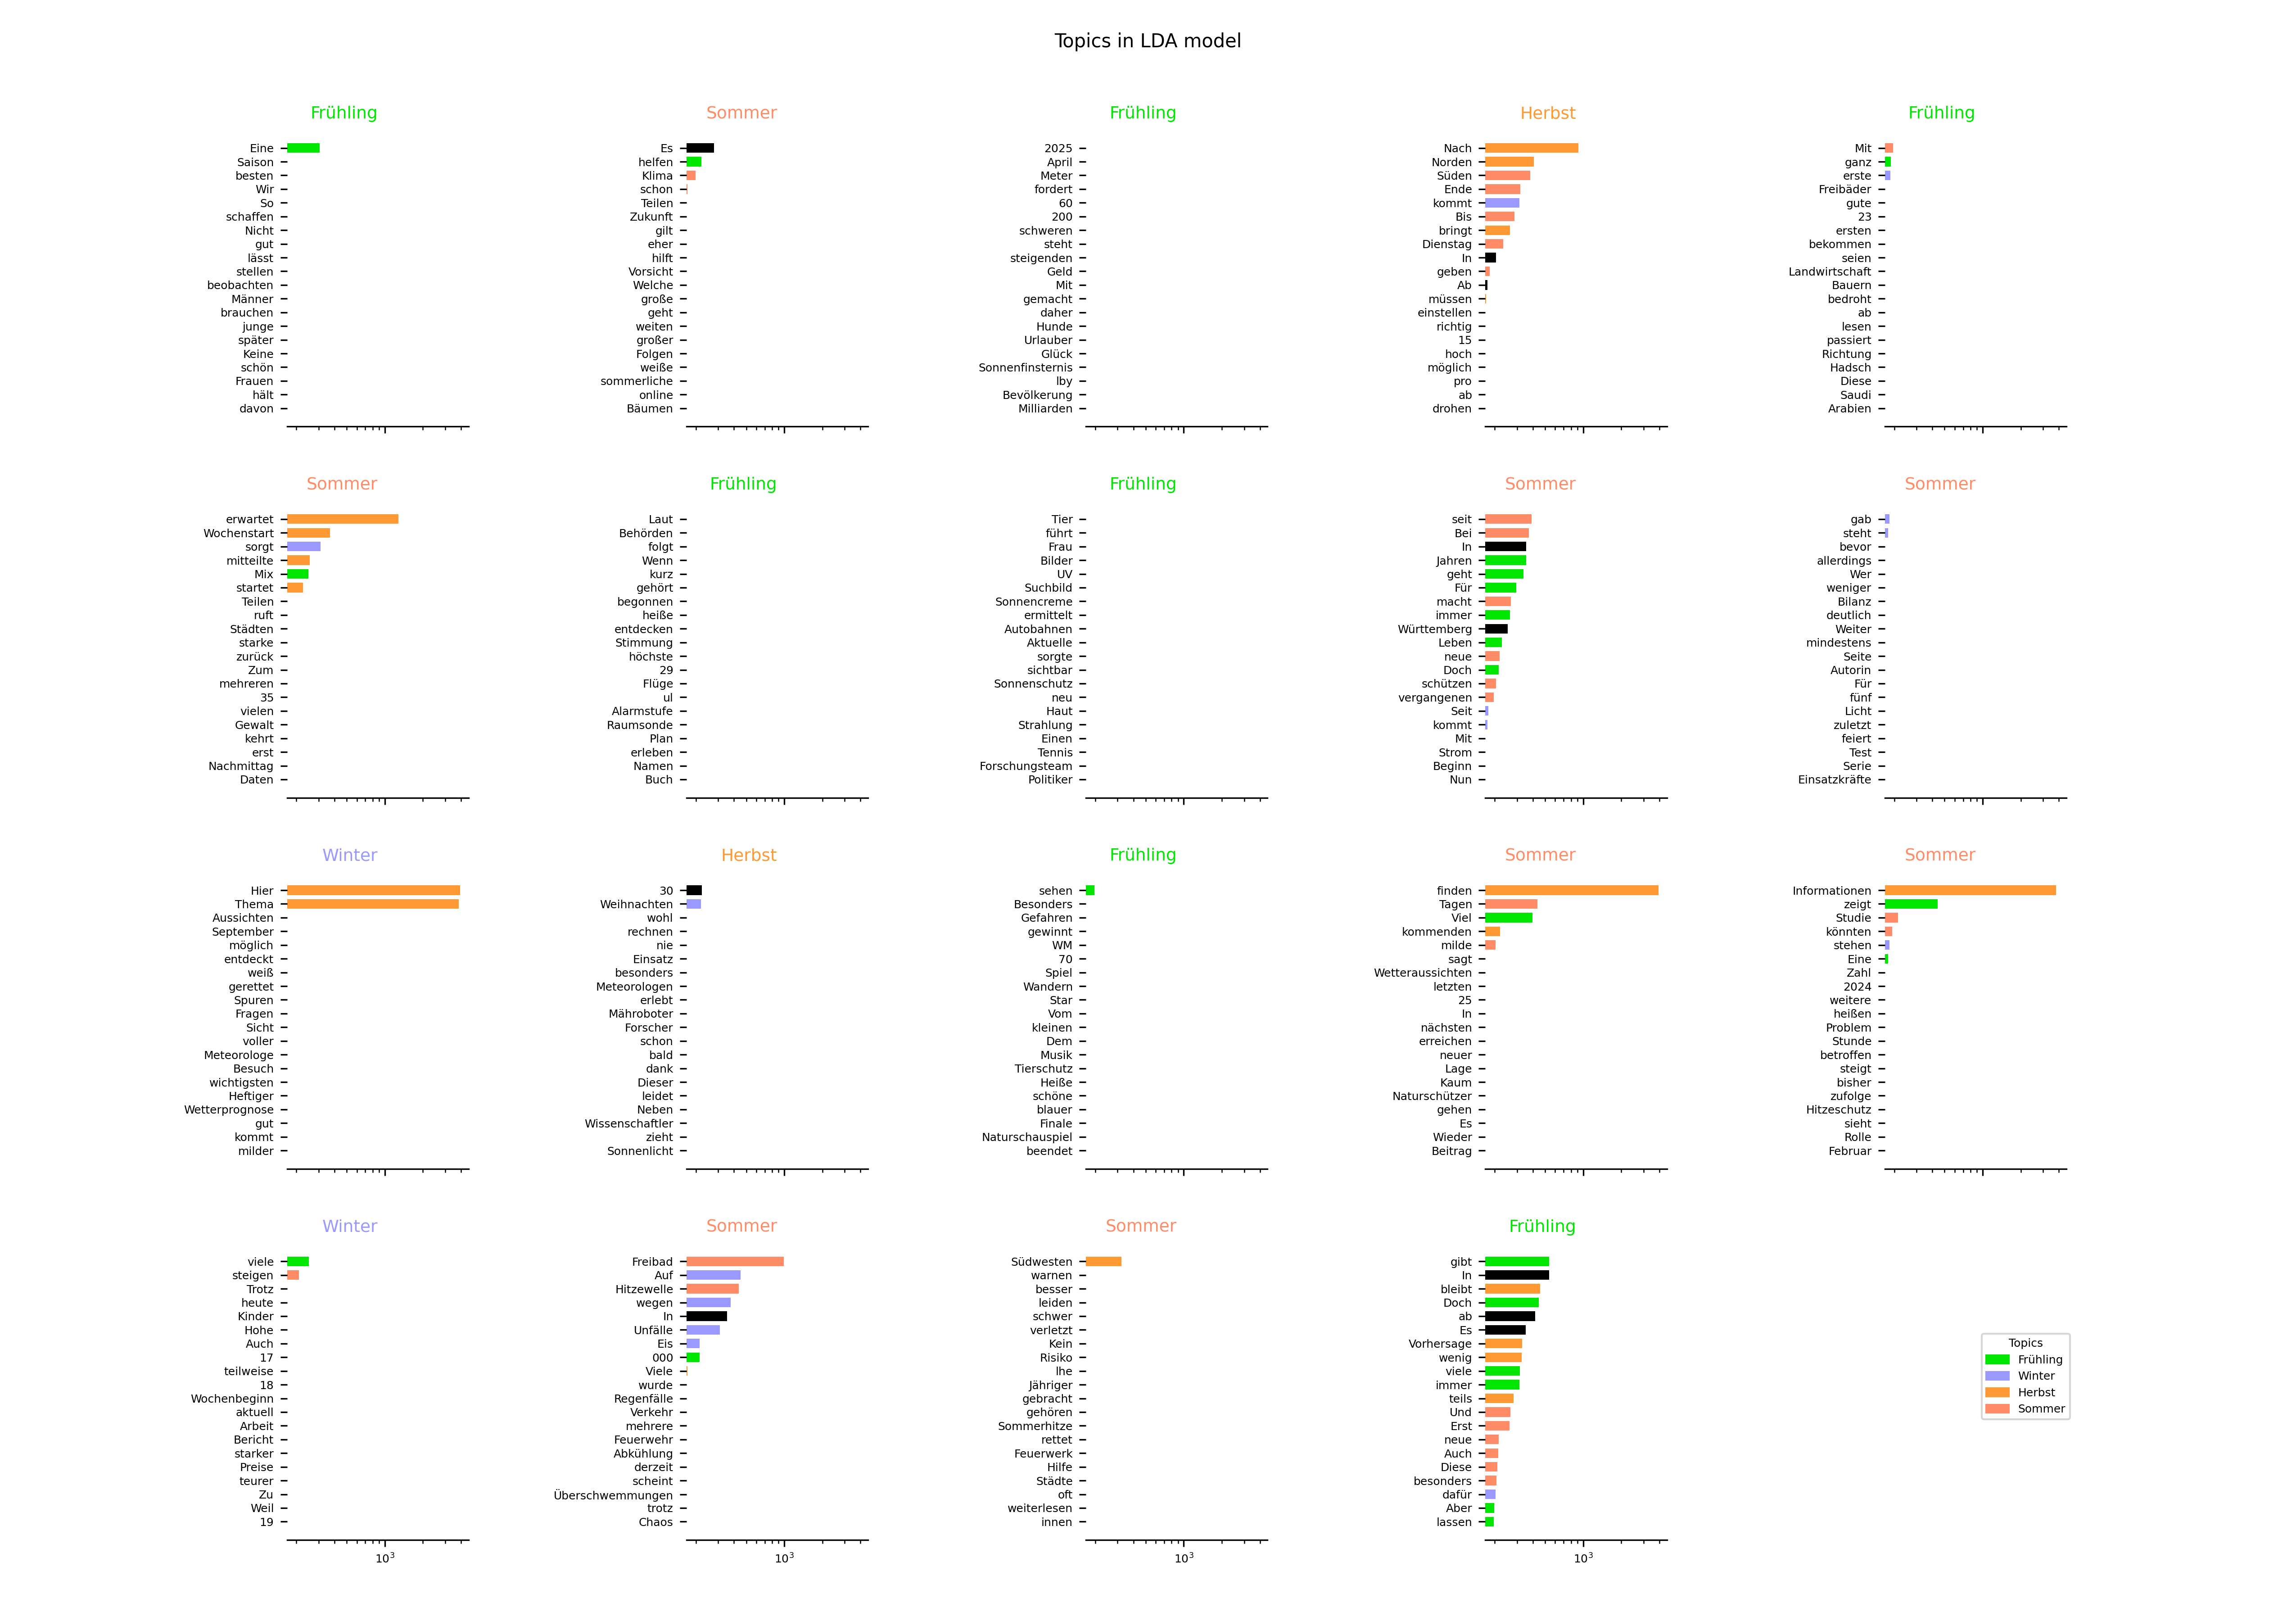 Topics in LDA model
Frühling
Eine
Saison
besten
Wir
So
schaffen
Nicht
gut
lässt
stellen
beobachten
Männer
brauchen
junge
später
Keine
schön
Frauen
hält
davon
Sommer
Es
helfen
Klima
schon
Teilen
Zukunft
gilt
eher
hilft
Vorsicht
Welche
große
geht
weiten
großer
Folgen
weiße
sommerliche
online
Bäumen
Frühling
2025
April
Meter
fordert
60
200
schweren
steht
steigenden
Geld
Mit
gemacht
daher
Hunde
Urlauber
Glück
Sonnenfinsternis
lby
Bevölkerung
Milliarden
Herbst
Nach
Norden
Süden
Ende
kommt
Bis
bringt
Dienstag
In
geben
Ab
müssen
einstellen
richtig
15
hoch
möglich
pro
ab
drohen
Frühling
Mit
ganz
erste
Freibäder
gute
23
ersten
bekommen
seien
Landwirtschaft
Bauern
bedroht
ab
lesen
passiert
Richtung
Hadsch
Diese
Saudi
Arabien
Sommer
erwartet
Wochenstart
sorgt
mitteilte
Mix
startet
Teilen
ruft
Städten
starke
zurück
Zum
mehreren
35
vielen
Gewalt
kehrt
erst
Nachmittag
Daten
Frühling
Laut
Behörden
folgt
Wenn
kurz
gehört
begonnen
heiße
entdecken
Stimmung
höchste
29
Flüge
ul
Alarmstufe
Raumsonde
Plan
erleben
Namen
Buch
Frühling
Tier
führt
Frau
Bilder
UV
Suchbild
Sonnencreme
ermittelt
Autobahnen
Aktuelle
sorgte
sichtbar
Sonnenschutz
neu
Haut
Strahlung
Einen
Tennis
Forschungsteam
Politiker
Sommer
seit
Bei
In
Jahren
geht
Für
macht
immer
Württemberg
Leben
neue
Doch
schützen
vergangenen
Seit
kommt
Mit
Strom
Beginn
Nun
Sommer
gab
steht
bevor
allerdings
Wer
weniger
Bilanz
deutlich
Weiter
mindestens
Seite
Autorin
Für
fünf
Licht
zuletzt
feiert
Test
Serie
Einsatzkräfte
Winter
Hier
Thema
Aussichten
September
möglich
entdeckt
weiß
gerettet
Spuren
Fragen
Sicht
voller
Meteorologe
Besuch
wichtigsten
Heftiger
Wetterprognose
gut
kommt
milder
Herbst
30
Weihnachten
wohl
rechnen
nie
Einsatz
besonders
Meteorologen
erlebt
Mähroboter
Forscher
schon
bald
dank
Dieser
leidet
Neben
Wissenschaftler
zieht
Sonnenlicht
Frühling
sehen
Besonders
Gefahren
gewinnt
WM
70
Spiel
Wandern
Star
Vom
kleinen
Dem
Musik
Tierschutz
Heiße
schöne
blauer
Finale
Naturschauspiel
beendet
Sommer
finden
Tagen
Viel
kommenden
milde
sagt
Wetteraussichten
letzten
25
In
nächsten
erreichen
neuer
Lage
Kaum
Naturschützer
gehen
Es
Wieder
Beitrag
Sommer
Informationen
zeigt
Studie
könnten
stehen
Eine
Zahl
2024
weitere
heißen
Problem
Stunde
betroffen
steigt
bisher
zufolge
Hitzeschutz
sieht
Rolle
Februar
Winter
viele
steigen
Trotz
heute
Kinder
Hohe
Auch
17
teilweise
18
Wochenbeginn
aktuell
Arbeit
Bericht
starker
Preise
teurer
Zu
Weil
19
10³
Sommer
Freibad
Auf
Hitzewelle
wegen
In
Unfälle
Eis
000
Viele
wurde
Regenfälle
Verkehr
mehrere
Feuerwehr
Abkühlung
derzeit
scheint
Überschwemmungen
trotz
Chaos
10³
Sommer
Südwesten
warnen
besser
leiden
schwer
verletzt
Kein
Risiko
lhe
Jähriger
gebracht
gehören
Sommerhitze
rettet
Feuerwerk
Hilfe
Städte
oft
weiterlesen
innen
10³
Frühling
gibt
In
bleibt
Doch
ab
Es
Vorhersage
wenig
viele
immer
teils
Und
Erst
neue
Auch
Diese
besonders
dafür
Aber
lassen
10³
Topics
Frühling
Winter
Herbst
Sommer